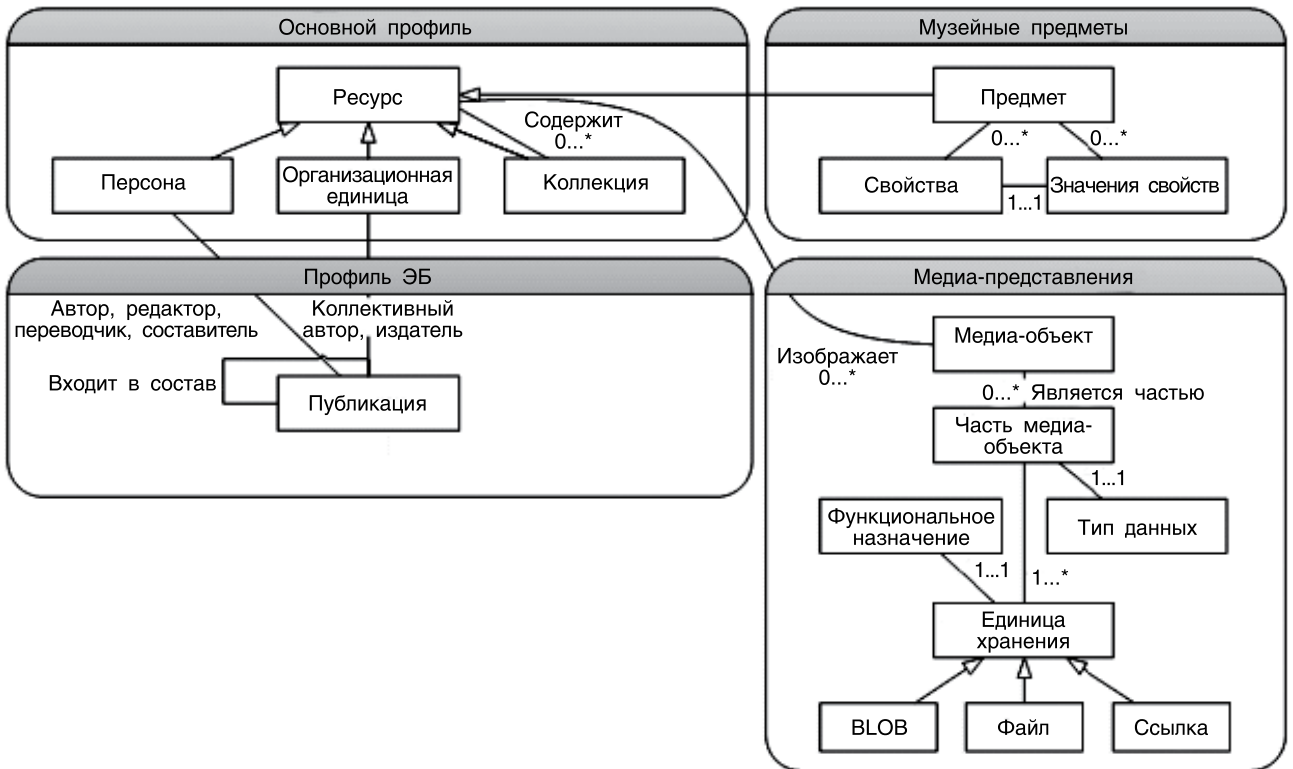 Основной профиль
Ресурс
Содержит
0...*
Персона
Организационная
единица
Коллекция
Музейные предметы
Предмет
0...*
0...*
Свойства
1...1
Значения свойств
Профиль ЭБ
Автор, редактор,
переводчик, составитель
Коллективный
автор, издатель
Входит в состав
Публикация
Медиа-представления
Медиа-объект
Изображает
0...*
0...* Является частью
Часть медиа-
объекта
1...1
Функциональное
назначение
Тип данных
1...1
1...*
Единица
хранения
BLOB
Файл
Ссылка